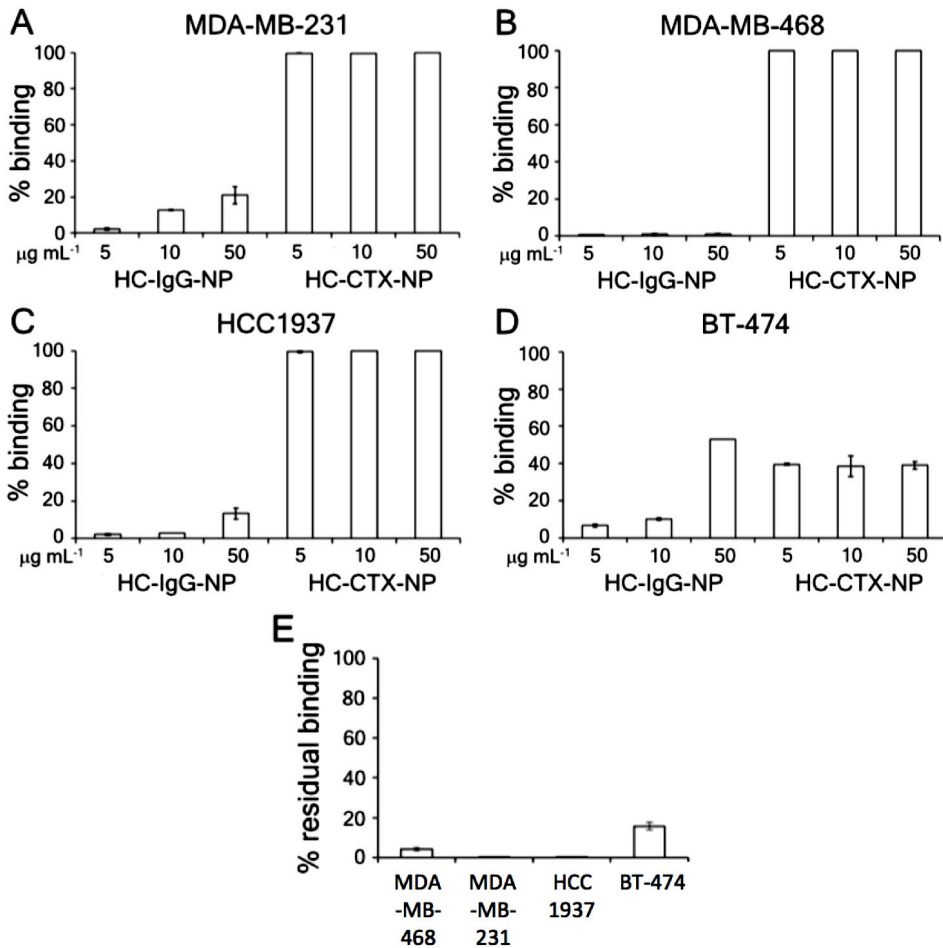 A
MDA-MB-231
% binding
100
80
60
40
20
0
µg mL⁻¹ 5 10 50 5 10 50
HC-IgG-NP HC-CTX-NP
B
MDA-MB-468
% binding
100
80
60
40
20
0
µg mL⁻¹ 5 10 50 5 10 50
HC-IgG-NP HC-CTX-NP
C
HCC1937
% binding
100
80
60
40
20
0
µg mL⁻¹ 5 10 50 5 10 50
HC-IgG-NP HC-CTX-NP
D
BT-474
% binding
100
80
60
40
20
0
µg mL⁻¹ 5 10 50 5 10 50
HC-IgG-NP HC-CTX-NP
E
% residual binding
100
80
60
40
20
0
MDA MDA HCC BT-474
-MB- -MB- 1937
468 231